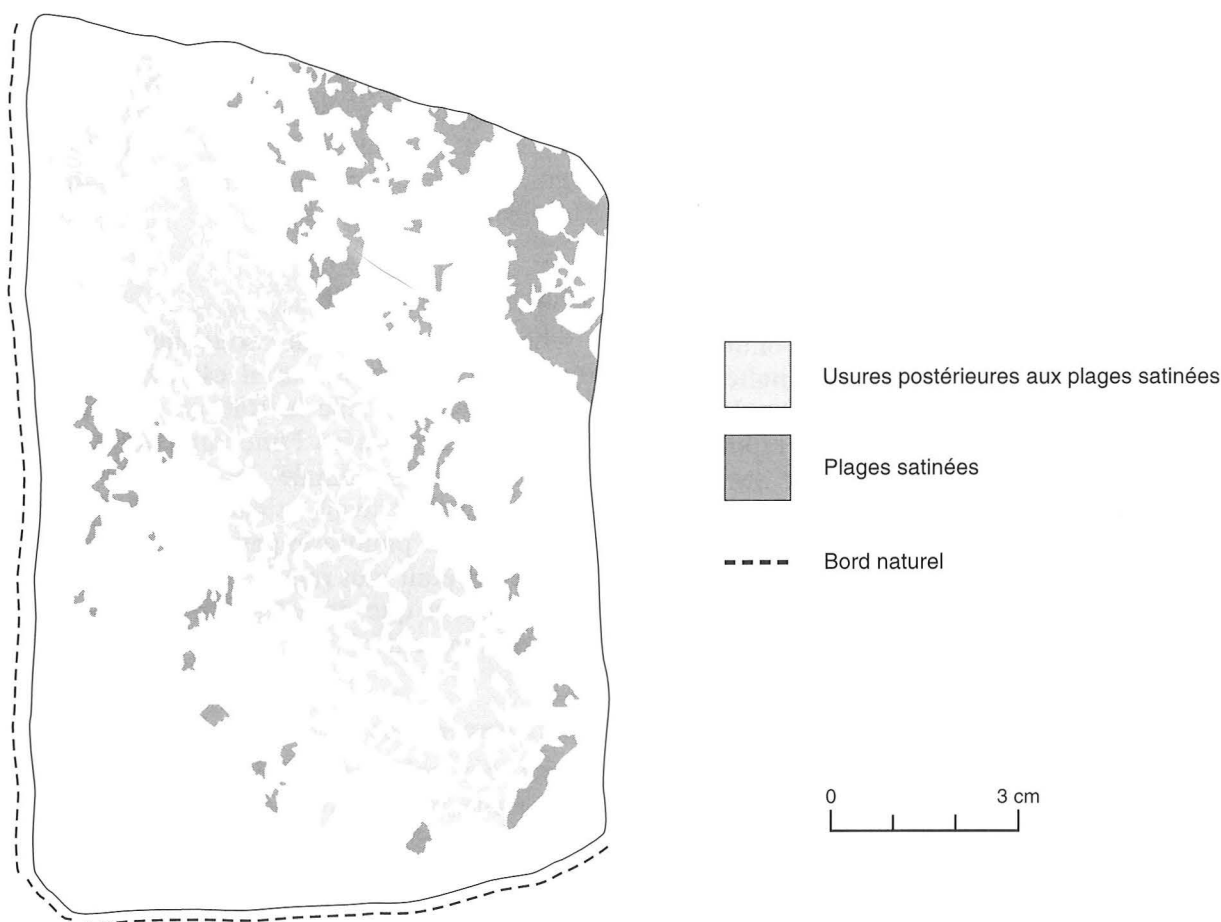 Usures postérieures aux plages satinées
Plages satinées
Bord naturel
0 3 cm